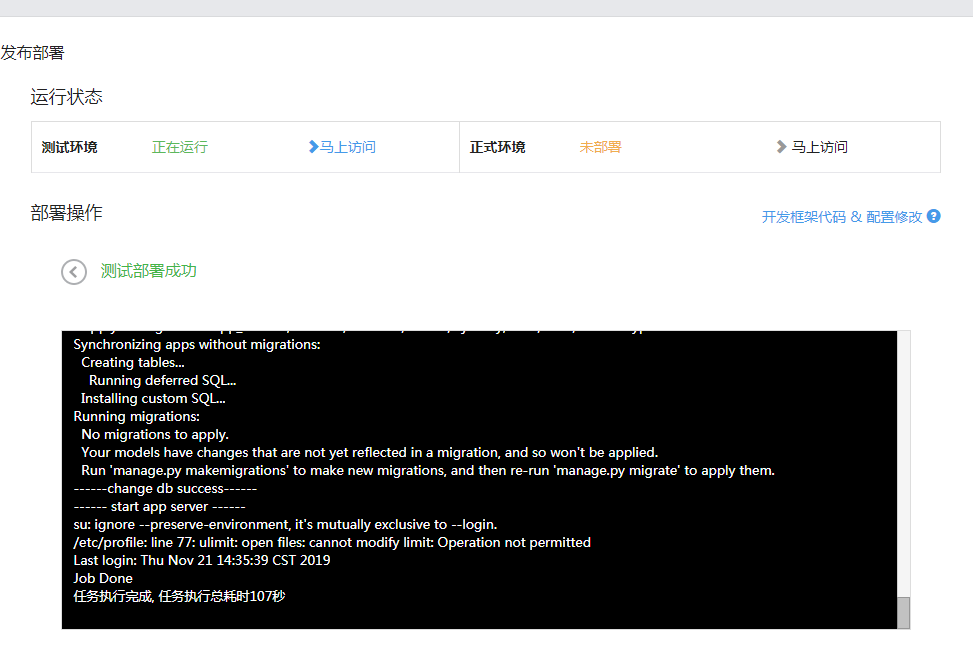 发布部署
运行状态
测试环境 正在运行 马上访问 正式环境 未部署 马上访问
部署操作
开发框架代码 & 配置修改
测试部署成功
Synchronizing apps without migrations:
Creating tables...
Running deferred SQL...
Installing custom SQL...
Running migrations:
No migrations to apply.
Your models have changes that are not yet reflected in a migration, and so won't be applied.
Run 'manage.py makemigrations' to make new migrations, and then re-run 'manage.py migrate' to apply them.
------change db success------
------ start app server ------
su: ignore --preserve-environment, it's mutually exclusive to --login.
/etc/profile: line 77: ulimit: open files: cannot modify limit: Operation not permitted
Last login: Thu Nov 21 14:35:39 CST 2019
Job Done
任务执行完成, 任务执行总耗时107秒